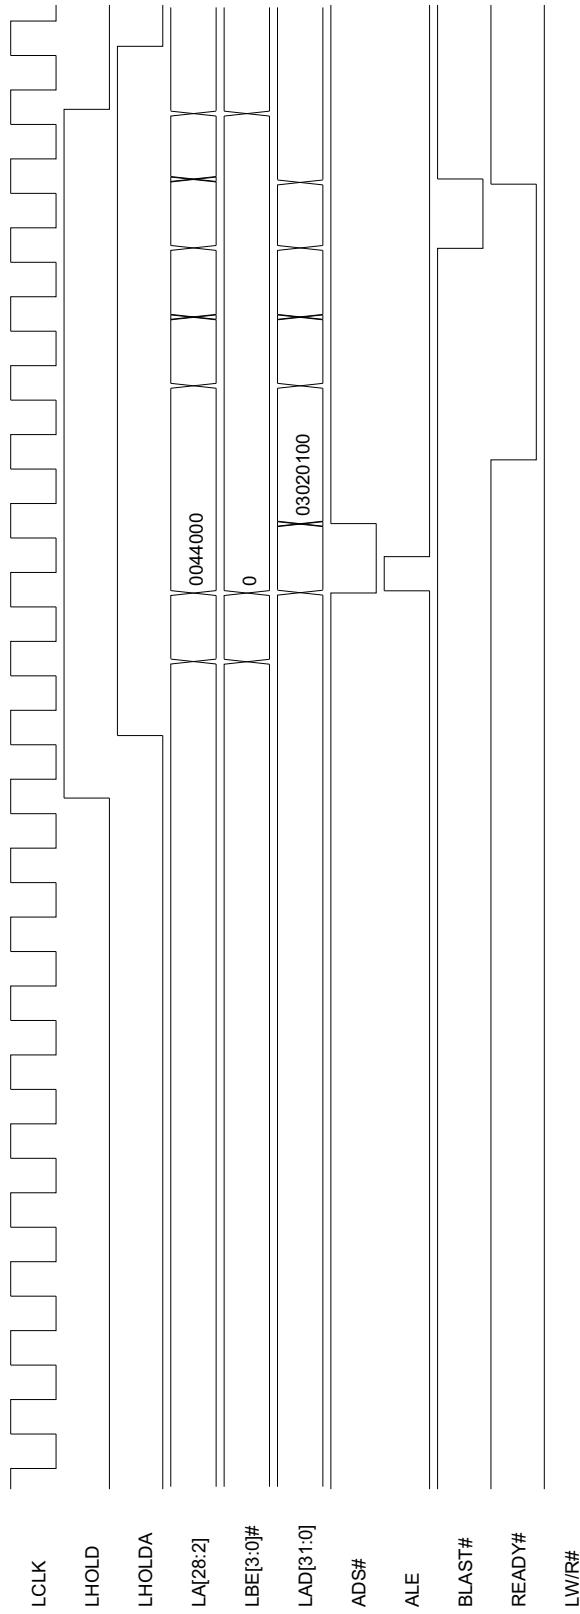 LCLK
LHOLD
LHOLDA
LA[28:2]
0044000
LBE[3:0]#
0
LAD[31:0]
03020100
ADS#
ALE
BLAST#
READY#
LW/R#